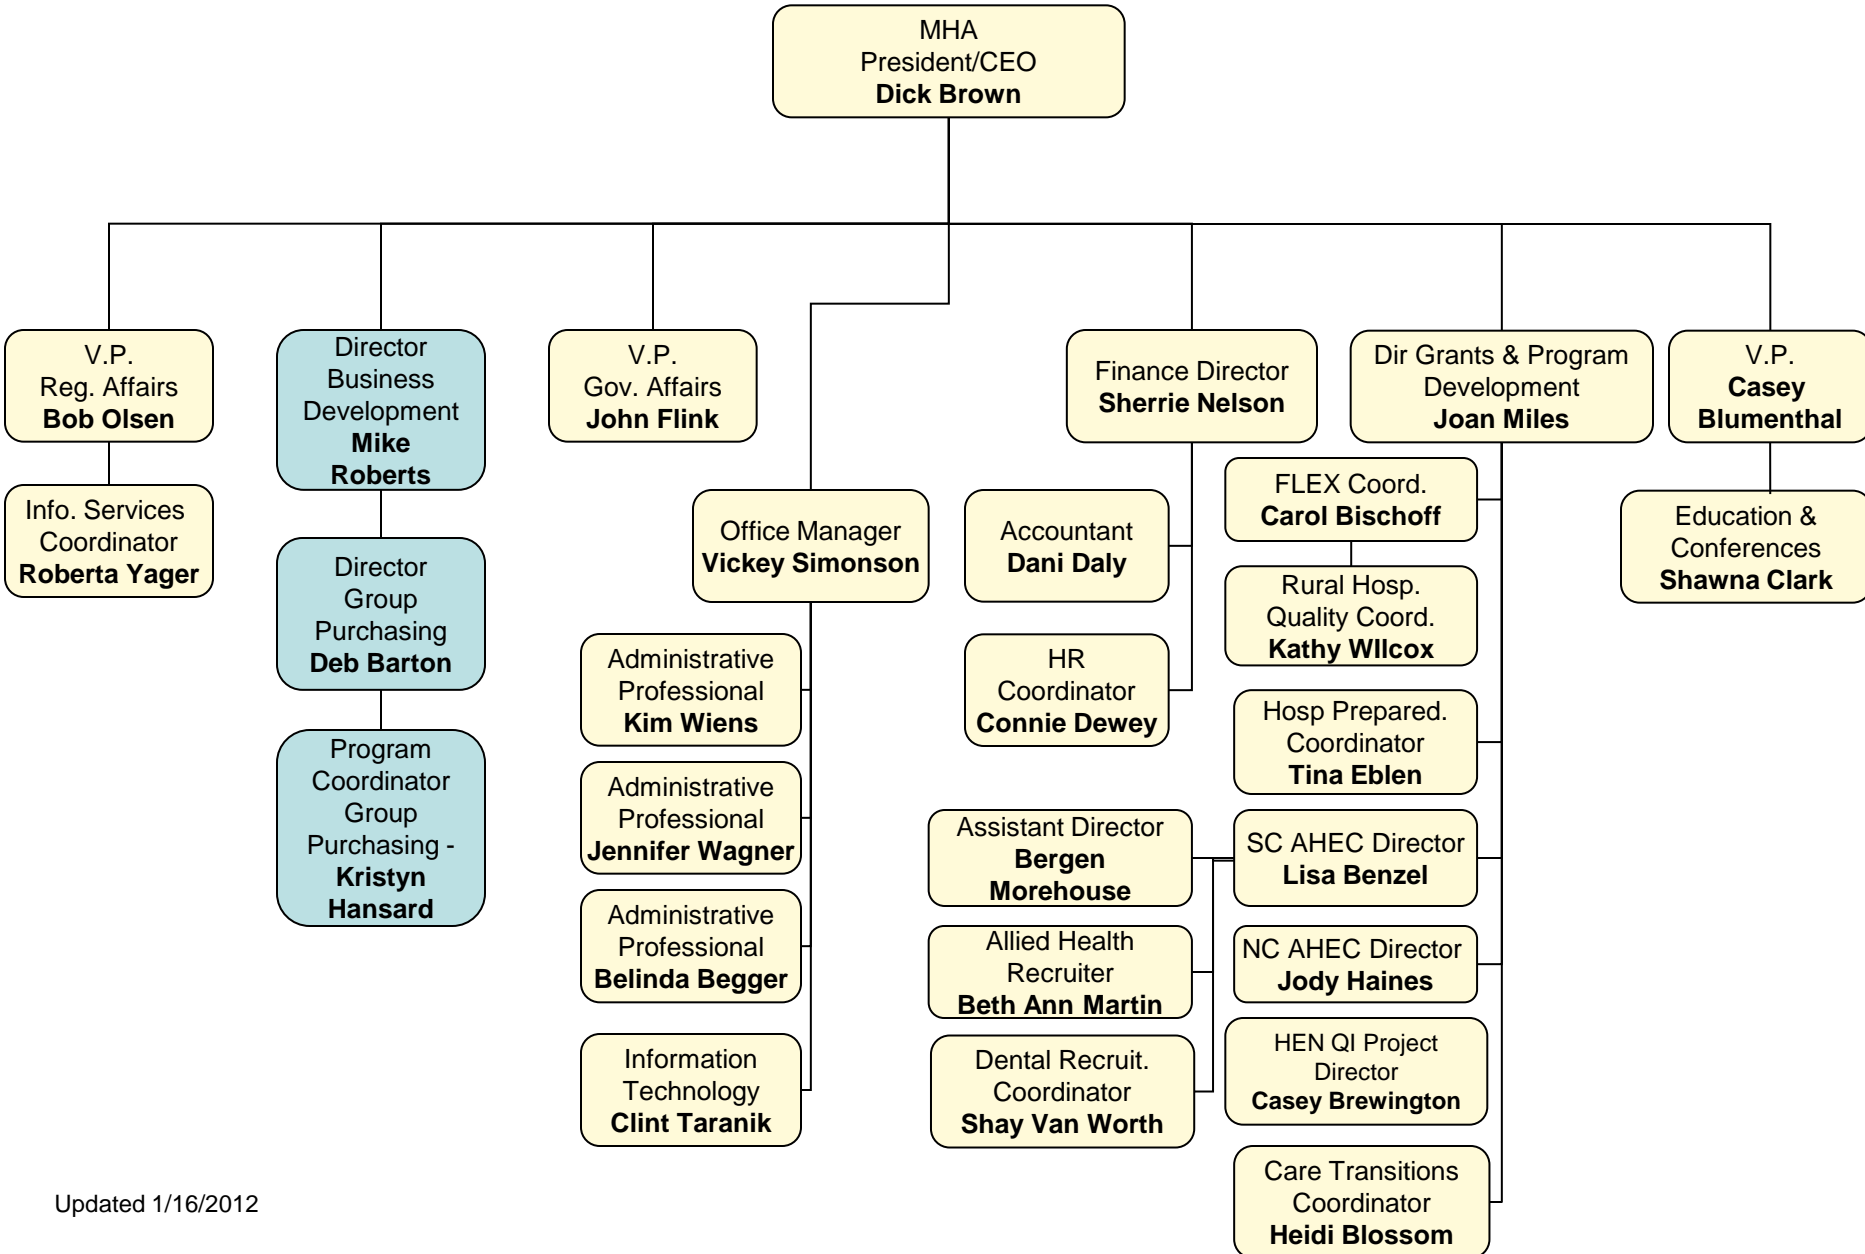 MHA
President/CEO
Dick Brown
V.P.
Reg. Affairs
Bob Olsen
Info. Services
Coordinator
Roberta Yager
Director
Business
Development
Mike
Roberts
Director
Group
Purchasing
Deb Barton
Program
Coordinator
Group
Purchasing -
Kristyn
Hansard
V.P.
Gov. Affairs
John Flink
Office Manager
Vickey Simonson
Administrative
Professional
Kim Wiens
Administrative
Professional
Jennifer Wagner
Administrative
Professional
Belinda Begger
Information
Technology
Clint Taranik
Finance Director
Sherrie Nelson
Accountant
Dani Daly
HR
Coordinator
Connie Dewey
Dir Grants & Program
Development
Joan Miles
FLEX Coord.
Carol Bischoff
Rural Hosp.
Quality Coord.
Kathy WIlcox
Hosp Prepared.
Coordinator
Tina Eblen
SC AHEC Director
Lisa Benzel
Assistant Director
Bergen
Morehouse
Allied Health
Recruiter
Beth Ann Martin
Dental Recruit.
Coordinator
Shay Van Worth
NC AHEC Director
Jody Haines
HEN QI Project
Director
Casey Brewington
Care Transitions
Coordinator
Heidi Blossom
V.P.
Casey
Blumenthal
Education &
Conferences
Shawna Clark
Updated 1/16/2012